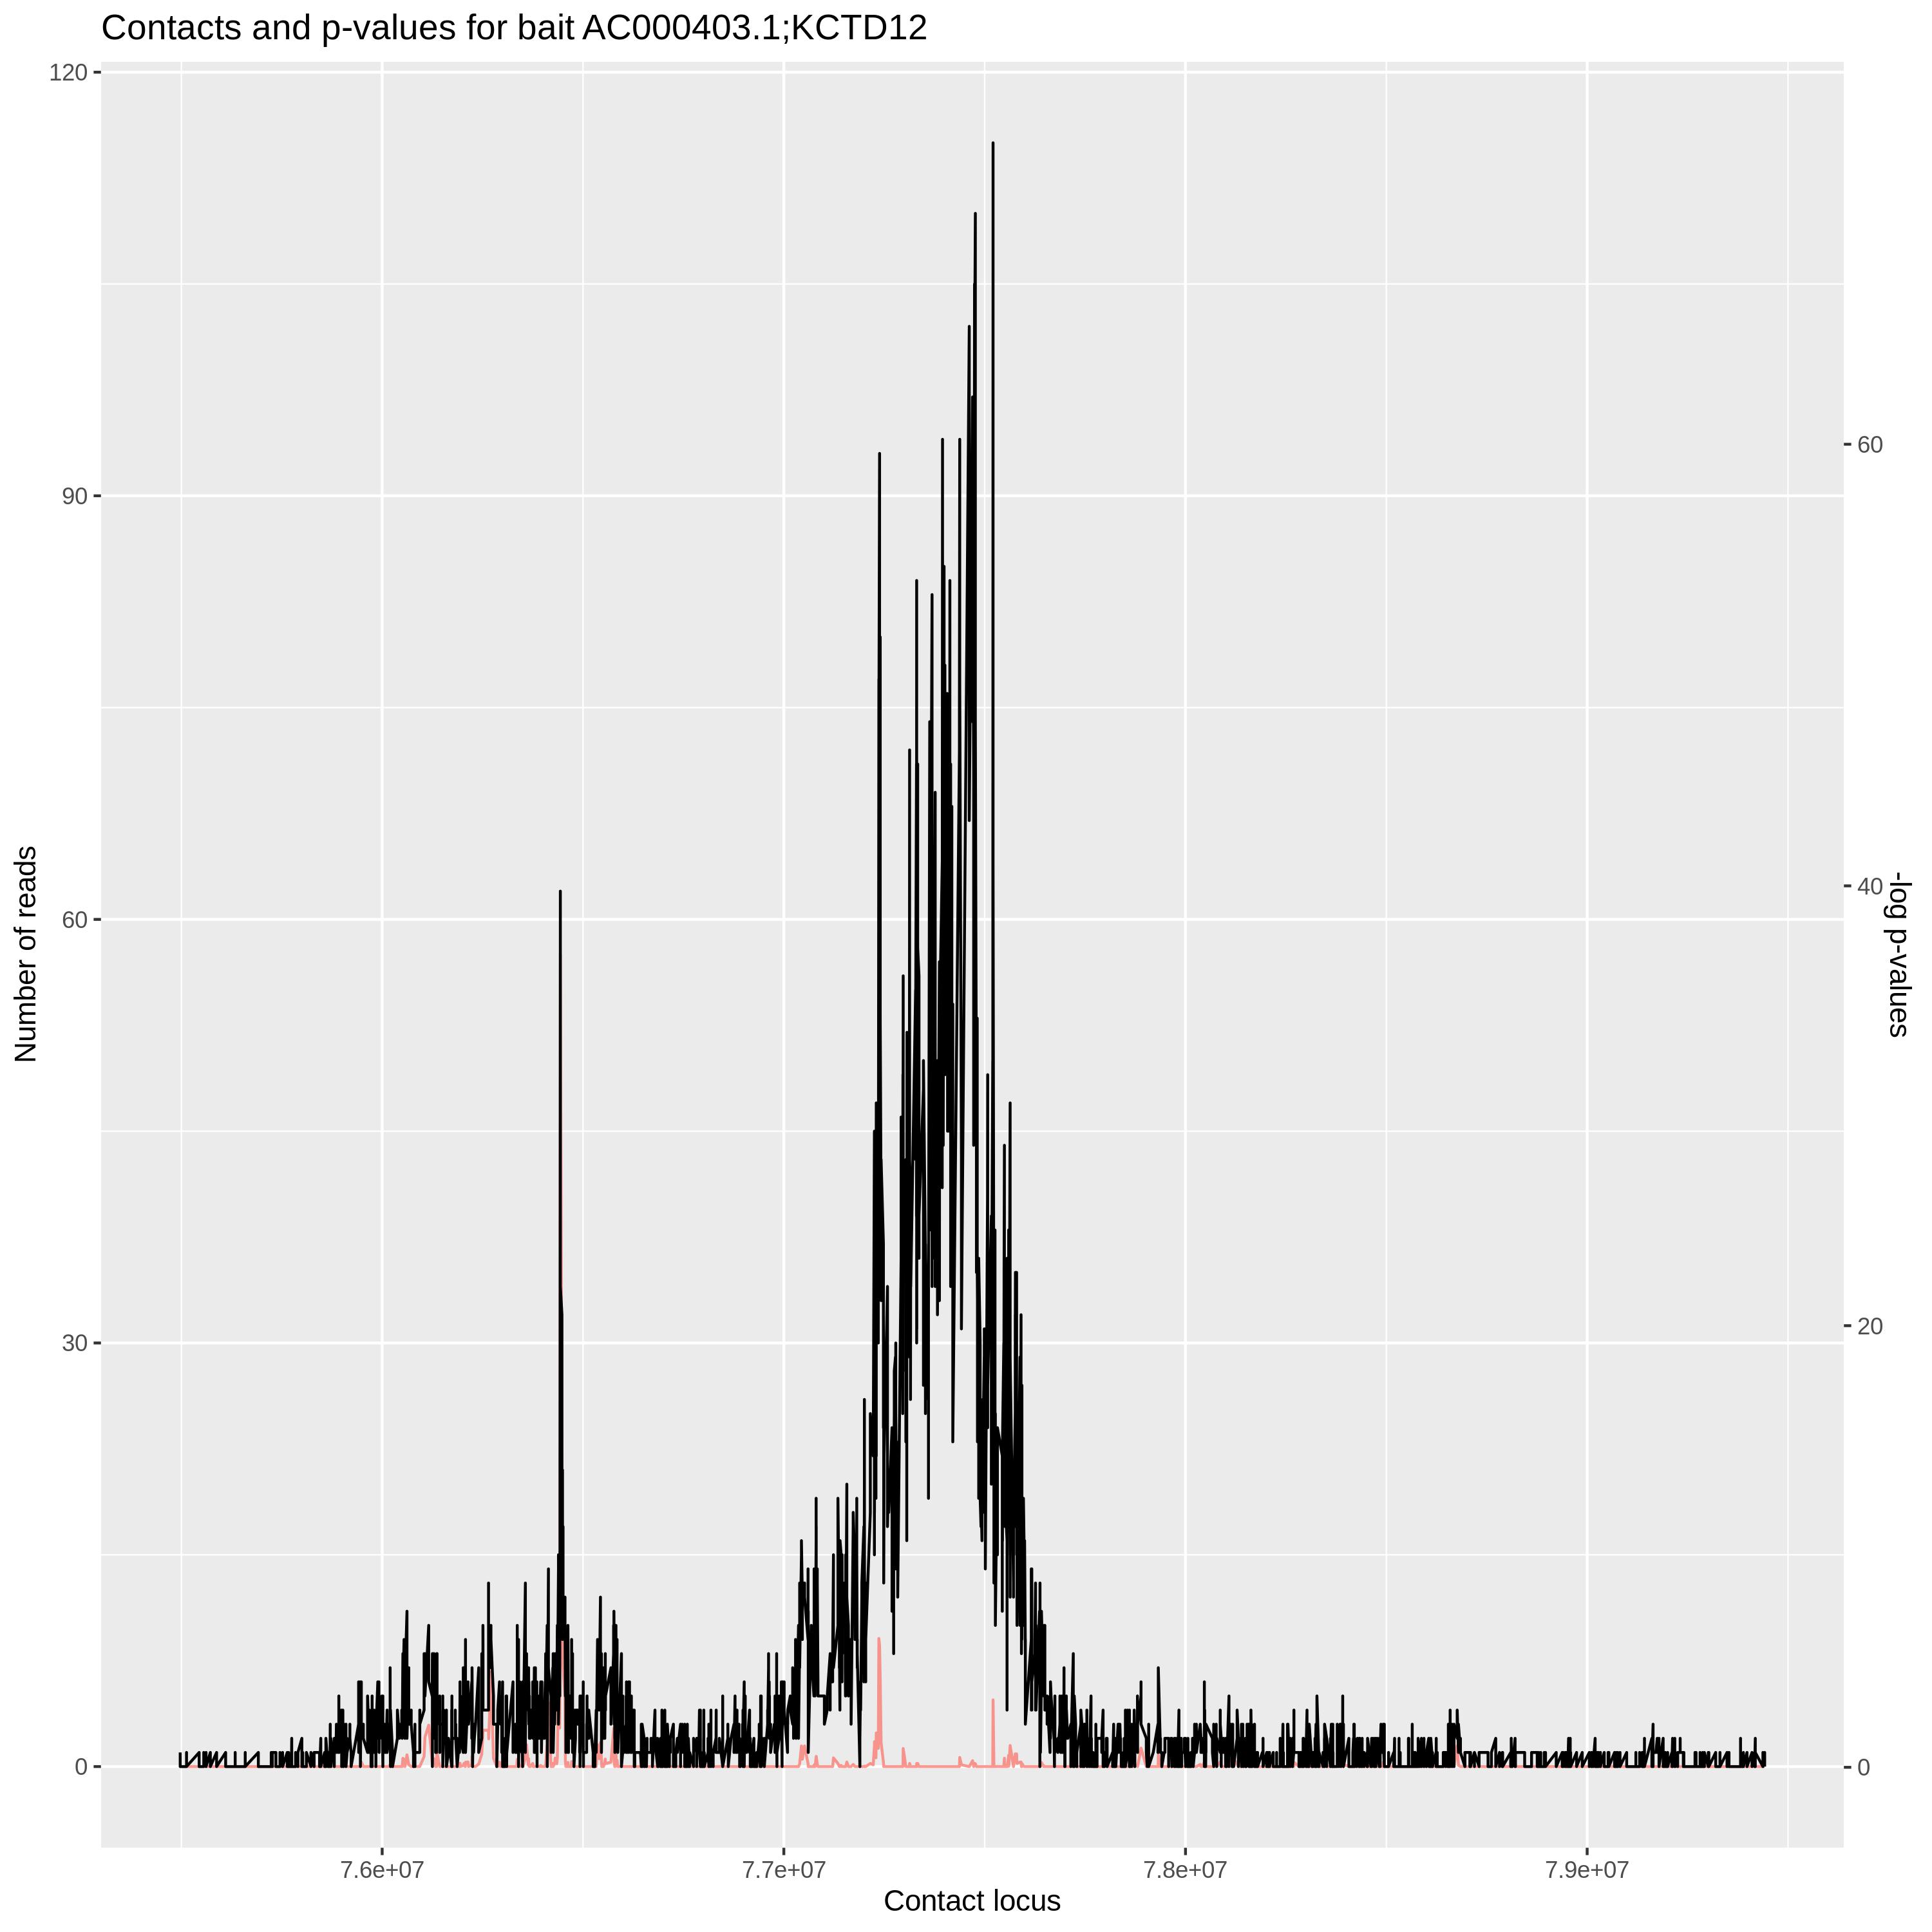 Contacts and p-values for bait AC000403.1;KCTD12
120
90
60
30
0
Number of reads
60
40
20
0
-log p-values
7.6e+07 7.7e+07 7.8e+07 7.9e+07
Contact locus